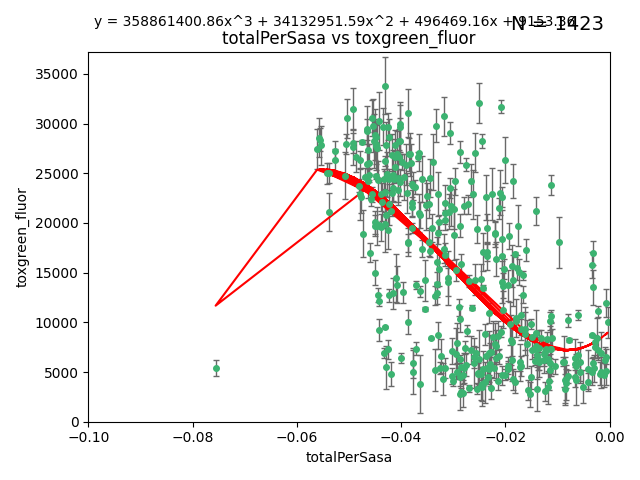 y = 358861400.86x^3 + 34132951.59x^2 + 496469.16x + 9153.36
N = 1423
totalPerSasa vs toxgreen_fluor
35000
30000
25000
20000
15000
10000
5000
0
toxgreen_fluor
−0.10 −0.08 −0.06 −0.04 −0.02 0.00
totalPerSasa